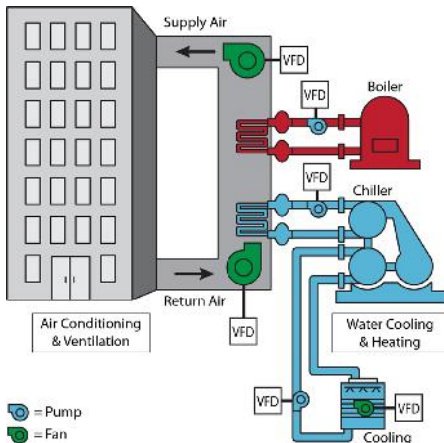 Supply Air
VFD
VFD
Boiler
VFD
Chiller
Return Air
VFD
Air Conditioning
& Ventilation
Water Cooling
& Heating
VFD
VFD
= Pump
= Fan
Cooling